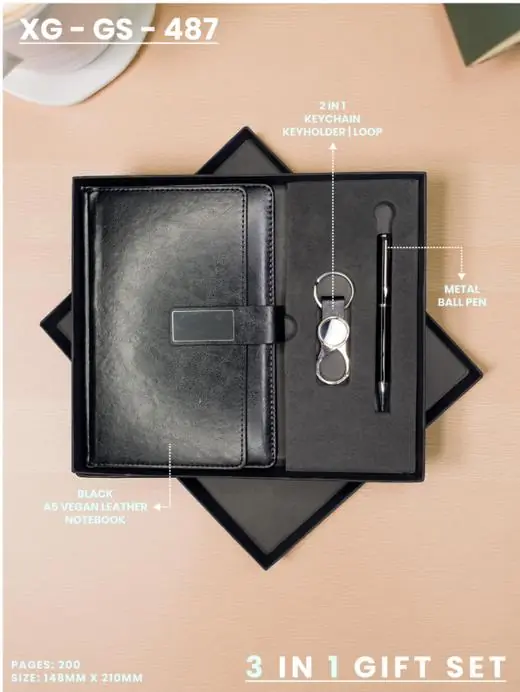 XG - GS - 487
2 IN 1
KEYCHAIN
KEYHOLDER | LOOP
METAL
BALL PEN
BLACK
A5 VEGAN LEATHER
NOTEBOOK
PAGES: 200
SIZE: 148MM X 210MM
3 IN 1 GIFT SET